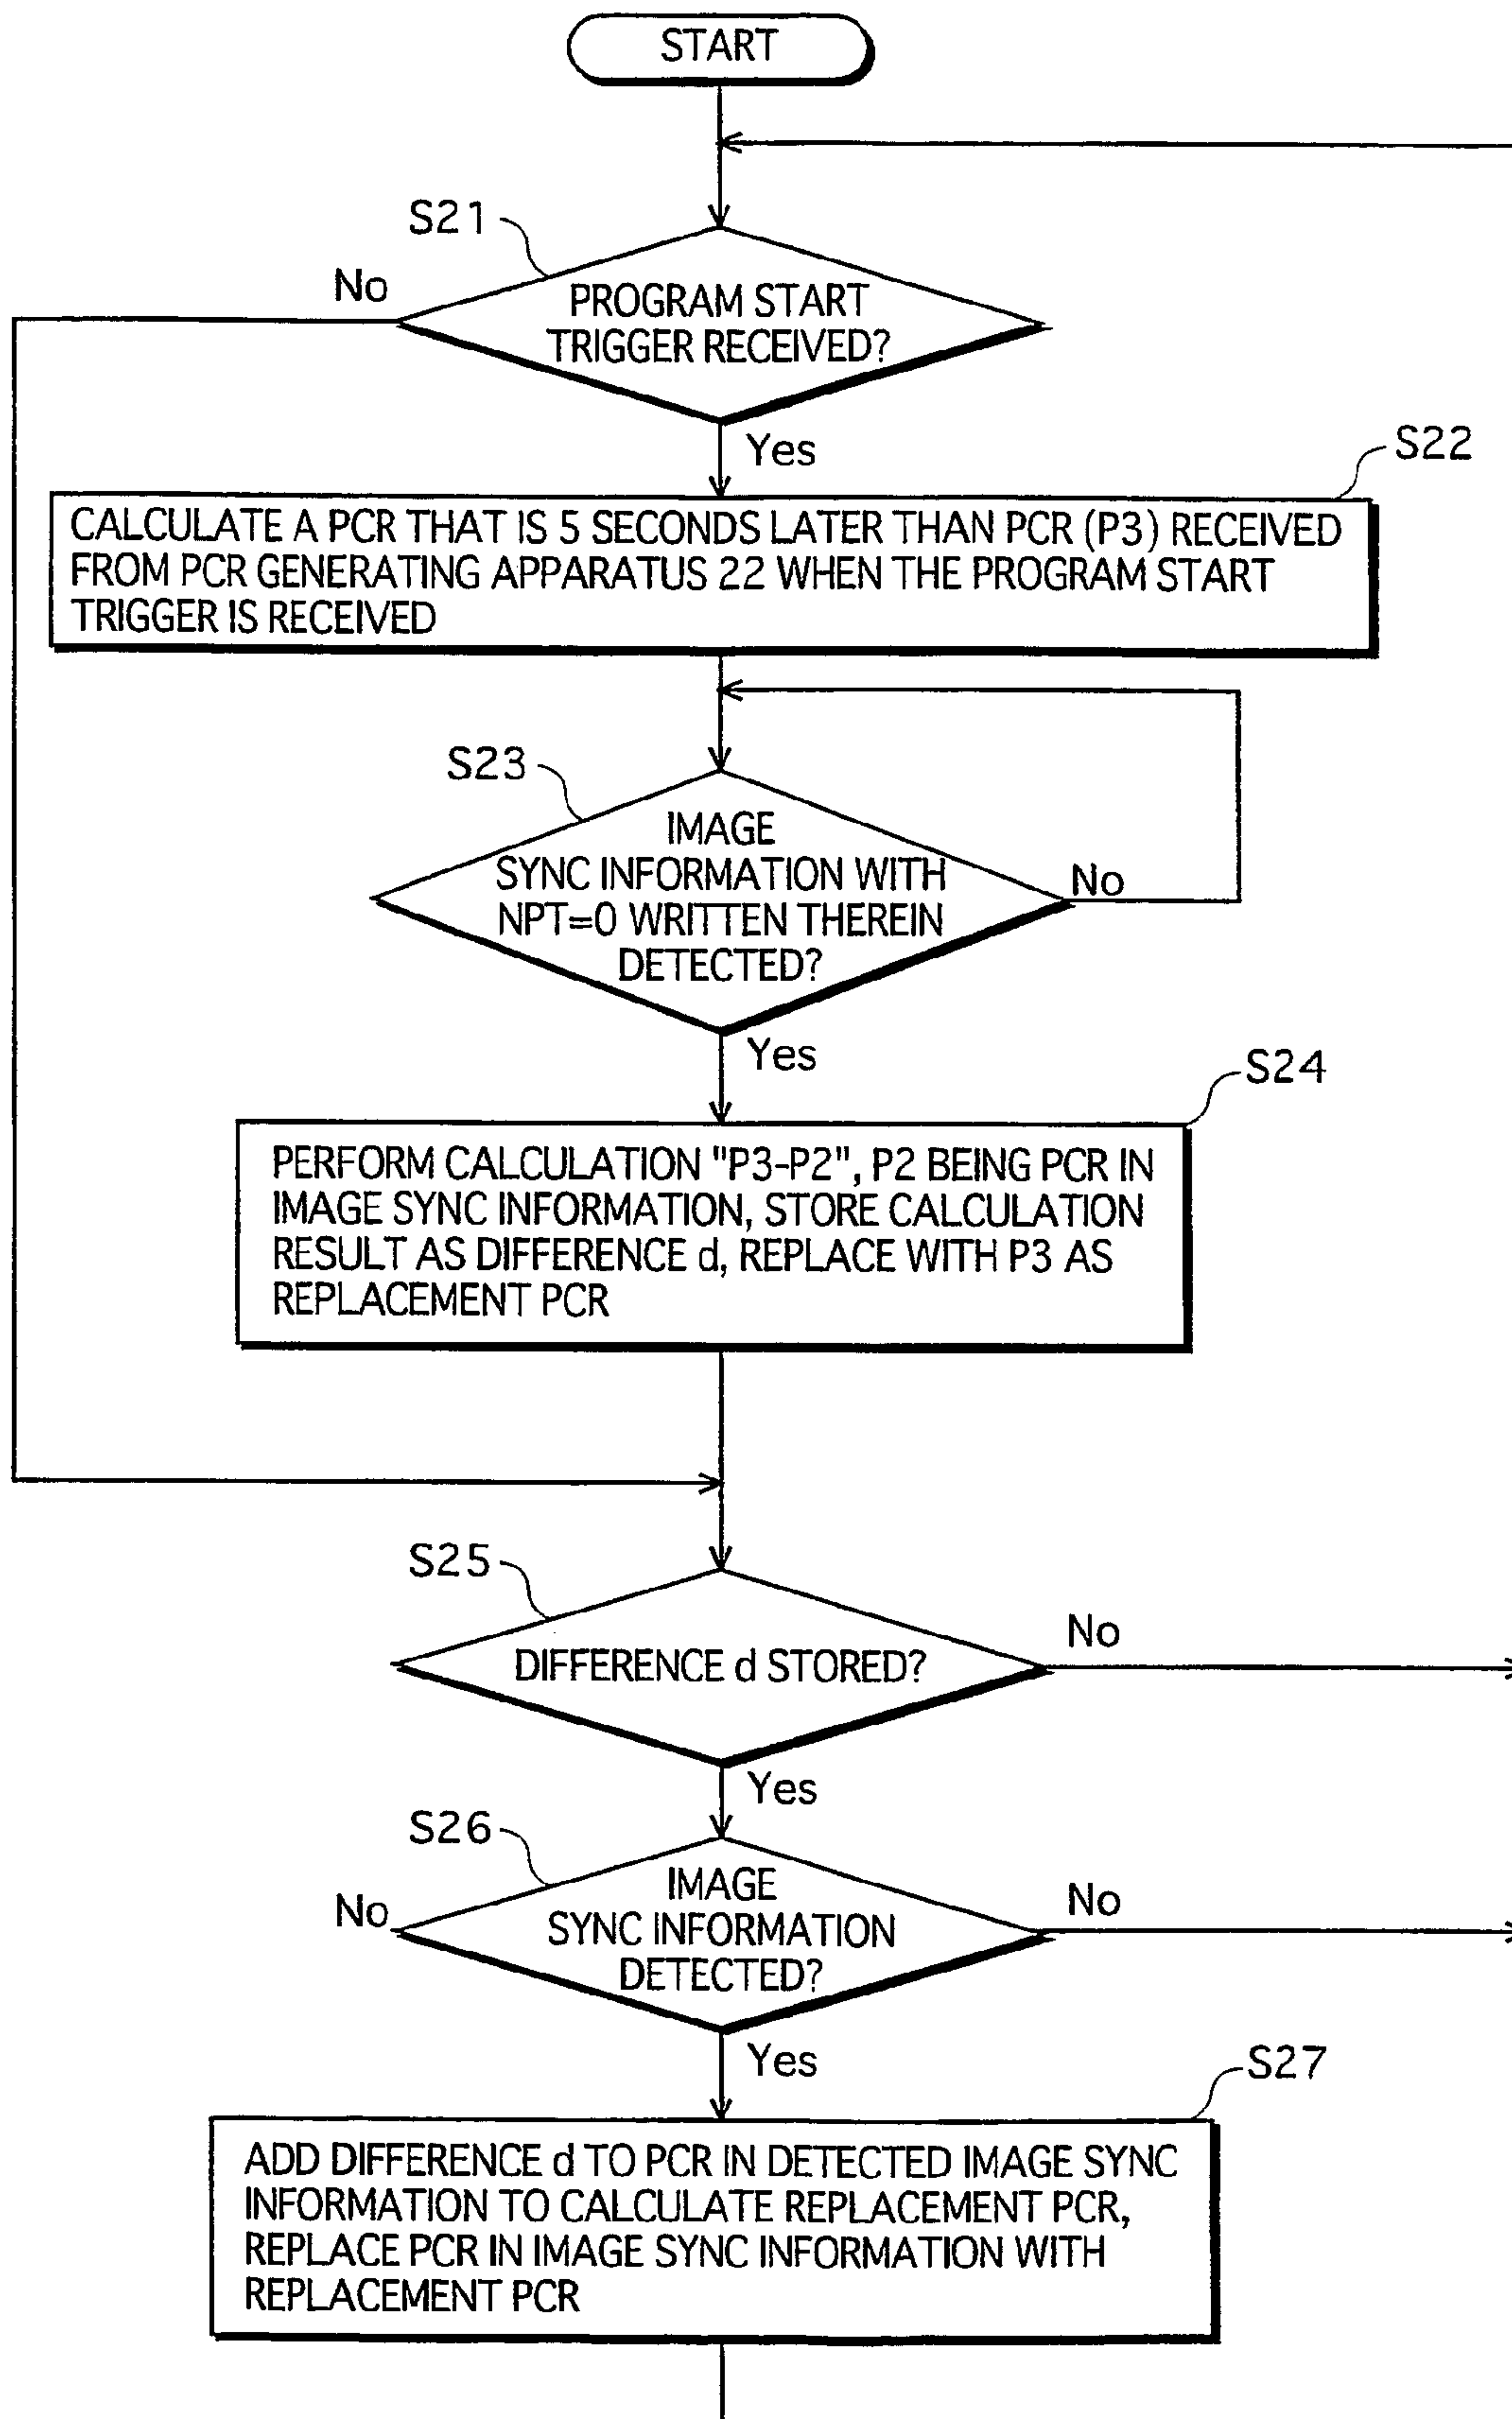 START
S21
No
PROGRAM START
TRIGGER RECEIVED?
Yes
S22
CALCULATE A PCR THAT IS 5 SECONDS LATER THAN PCR (P3) RECEIVED
FROM PCR GENERATING APPARATUS 22 WHEN THE PROGRAM START
TRIGGER IS RECEIVED
S23
IMAGE
SYNC INFORMATION WITH
NPT=0 WRITTEN THEREIN
DETECTED?
No
Yes
S24
PERFORM CALCULATION "P3-P2", P2 BEING PCR IN
IMAGE SYNC INFORMATION, STORE CALCULATION
RESULT AS DIFFERENCE d, REPLACE WITH P3 AS
REPLACEMENT PCR
S25
No
DIFFERENCE d STORED?
Yes
S26
No
IMAGE
SYNC INFORMATION
DETECTED?
No
Yes
S27
ADD DIFFERENCE d TO PCR IN DETECTED IMAGE SYNC
INFORMATION TO CALCULATE REPLACEMENT PCR,
REPLACE PCR IN IMAGE SYNC INFORMATION WITH
REPLACEMENT PCR